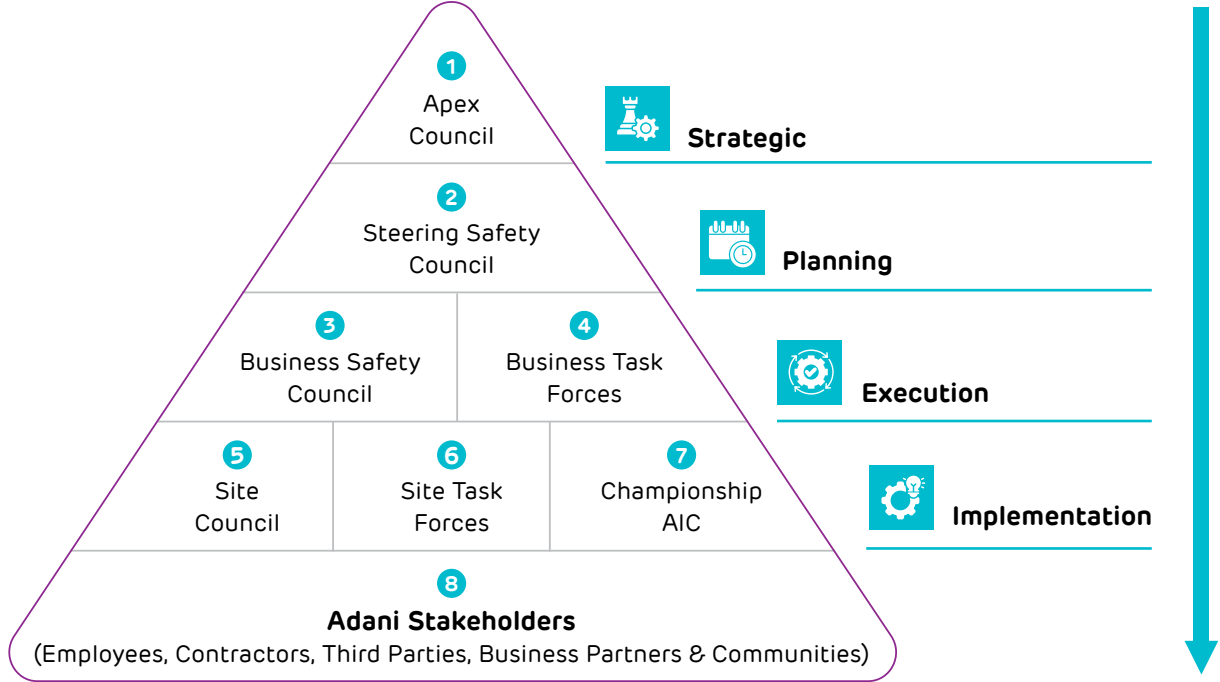 1
Apex
Council
Strategic
2
Steering Safety
Council
Planning
3
Business Safety
Council
4
Business Task
Forces
Execution
5
Site
Council
6
Site Task
Forces
7
Championship
AIC
Implementation
8
Adani Stakeholders
(Employees, Contractors, Third Parties, Business Partners & Communities)